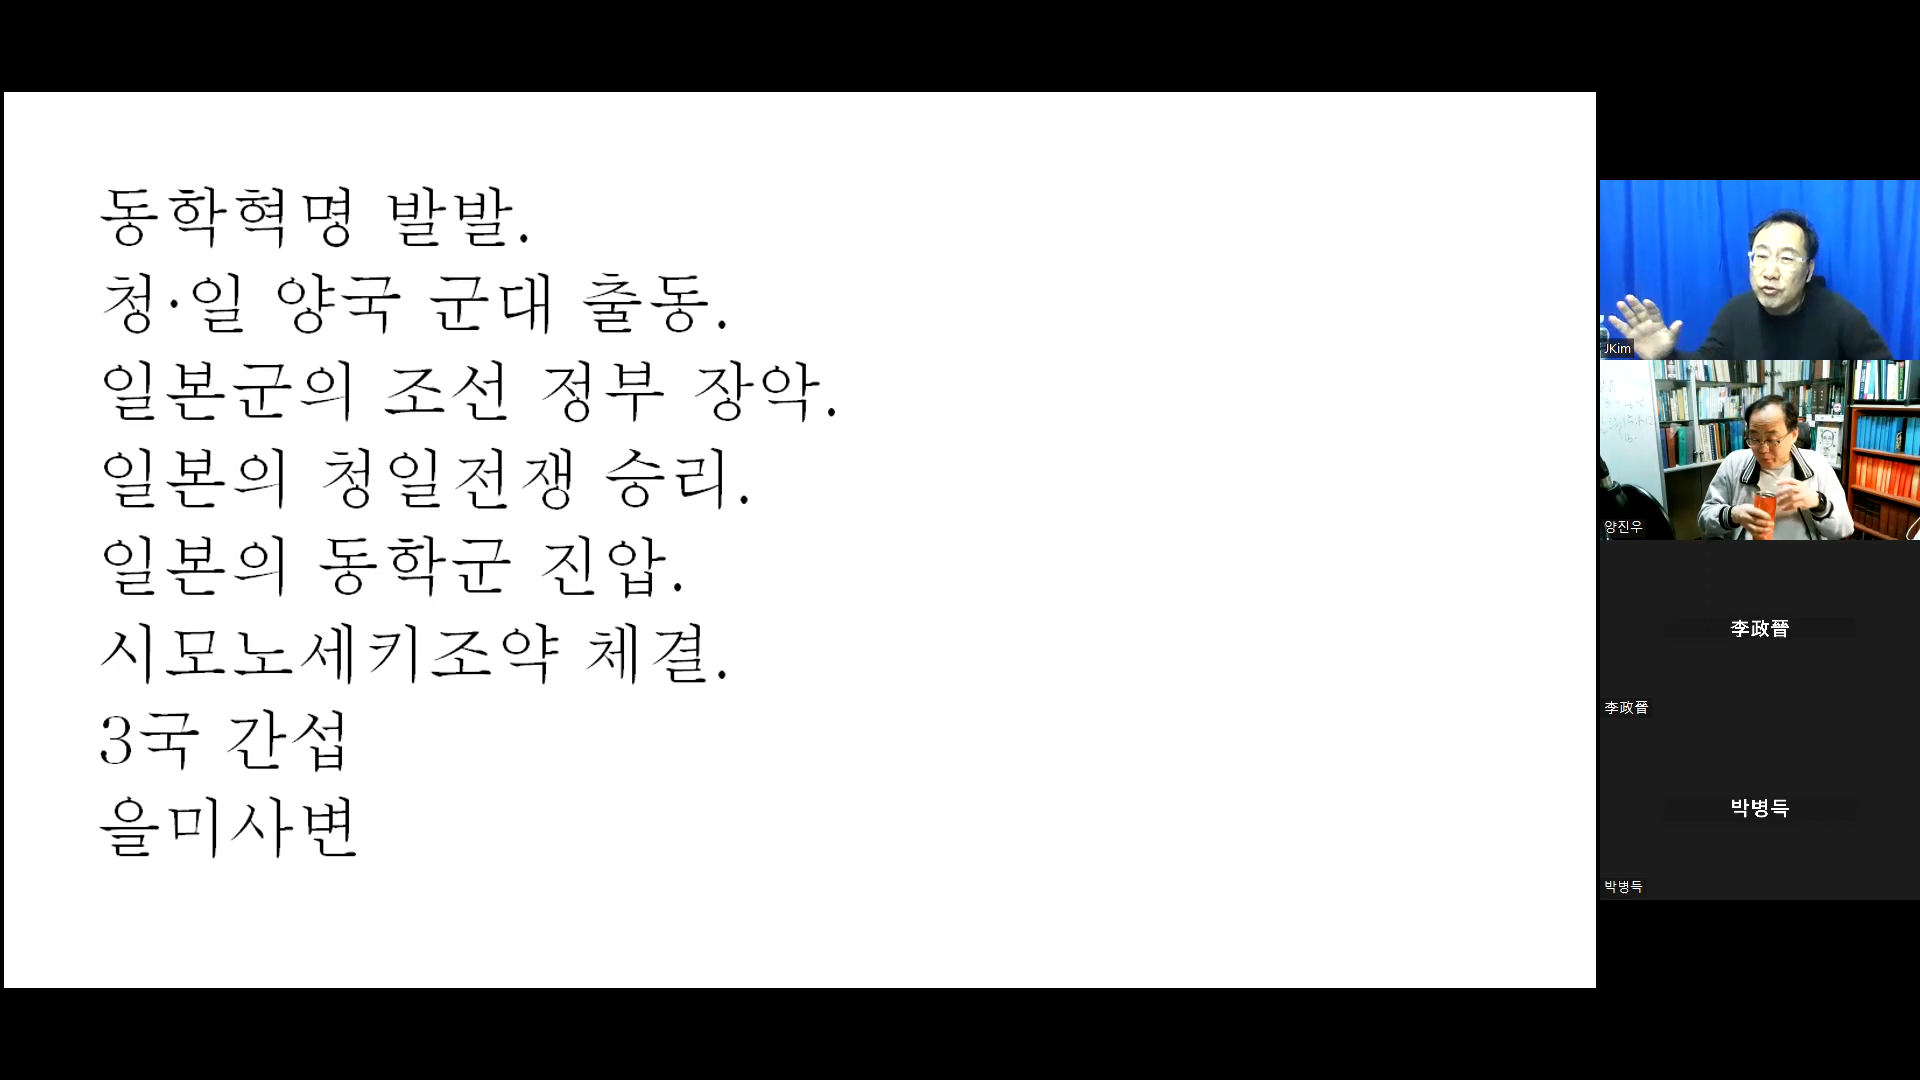 동학혁명 발발.
청·일 양국 군대 출동.
일본군의 조선 정부 장악.
일본의 청일전쟁 승리.
일본의 동학군 진압.
시모노세키조약 체결.
3국 간섭
을미사변
JKim
양진우
李政晉
李政晉
박병득
박병득